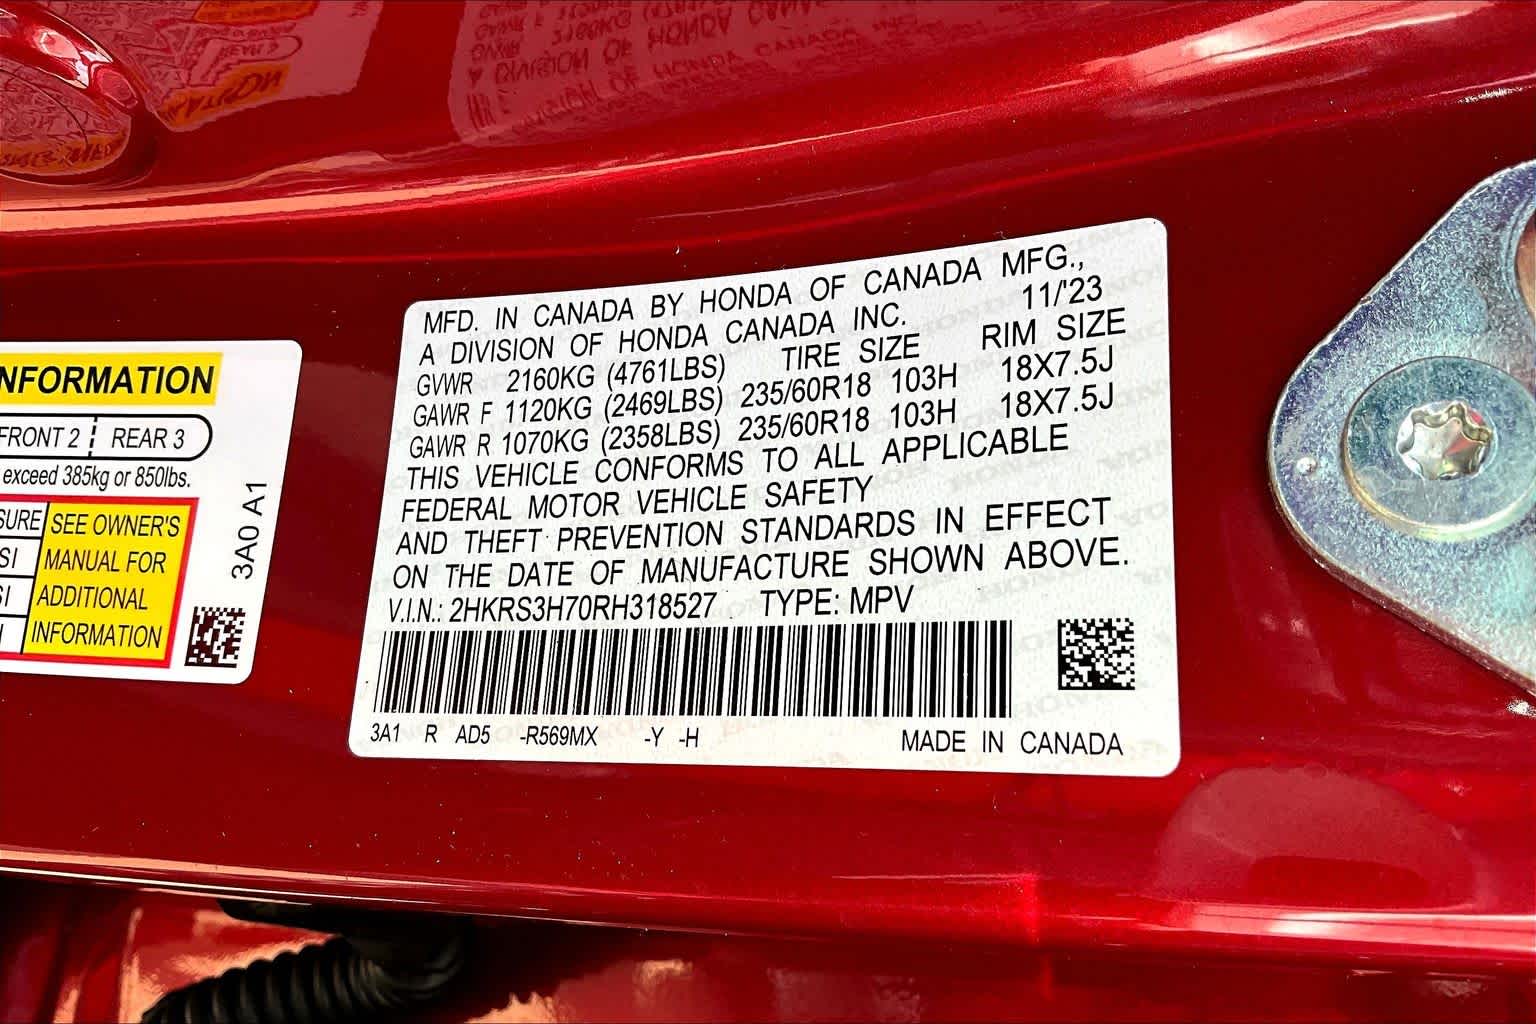 NFORMATION
FRONT 2 REAR 3
exceed 385kg or 850lbs.
SURE SEE OWNER'S
SI MANUAL FOR
SI ADDITIONAL
I INFORMATION
3A0 A1
MFD. IN CANADA BY HONDA OF CANADA MFG.,
A DIVISION OF HONDA CANADA INC. 11/'23
GVWR 2160KG (4761LBS) TIRE SIZE RIM SIZE
GAWR F 1120KG (2469LBS) 235/60R18 103H 18X7.5J
GAWR R 1070KG (2358LBS) 235/60R18 103H 18X7.5J
THIS VEHICLE CONFORMS TO ALL APPLICABLE
FEDERAL MOTOR VEHICLE SAFETY
AND THEFT PREVENTION STANDARDS IN EFFECT
ON THE DATE OF MANUFACTURE SHOWN ABOVE.
V.I.N.: 2HKRS3H70RH318527 TYPE: MPV
3A1 R AD5 -R569MX -Y -H MADE IN CANADA